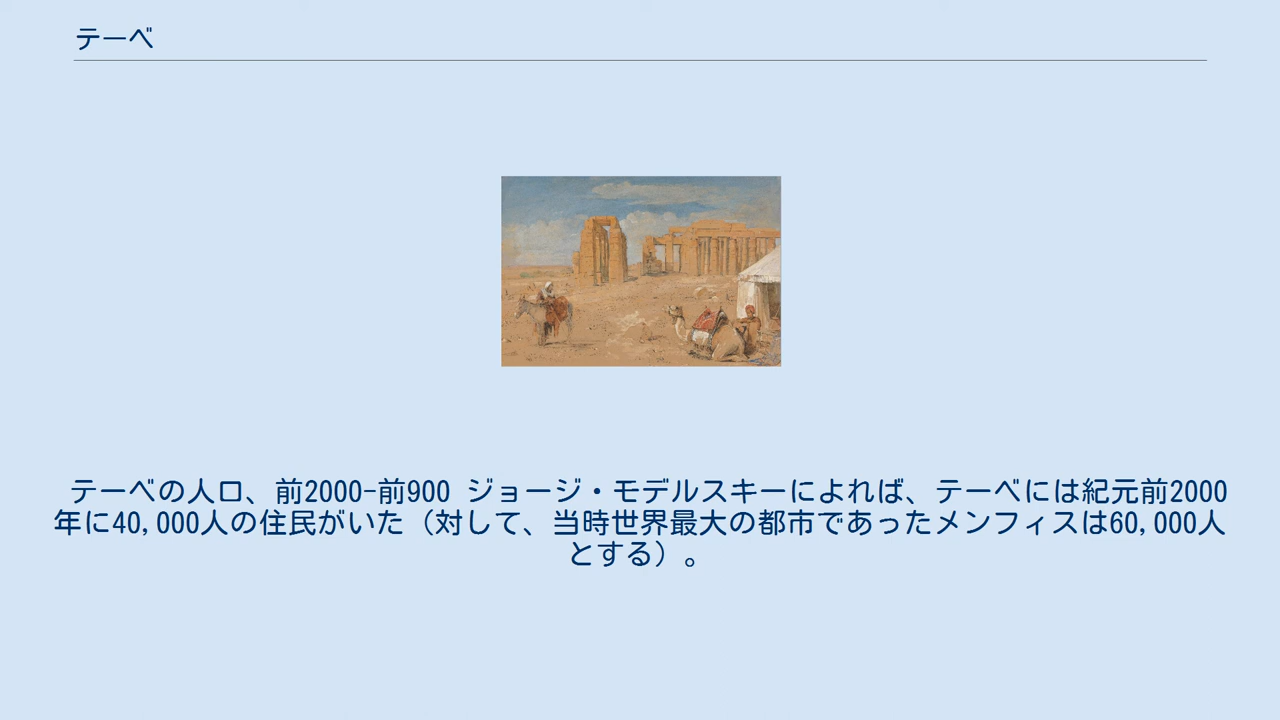 テーベ
テーベの人口、前2000-前900 ジョージ・モデルスキーによれば、テーベには紀元前2000
年に40,000人の住民がいた（対して、当時世界最大の都市であったメンフィスは60,000人
とする）。